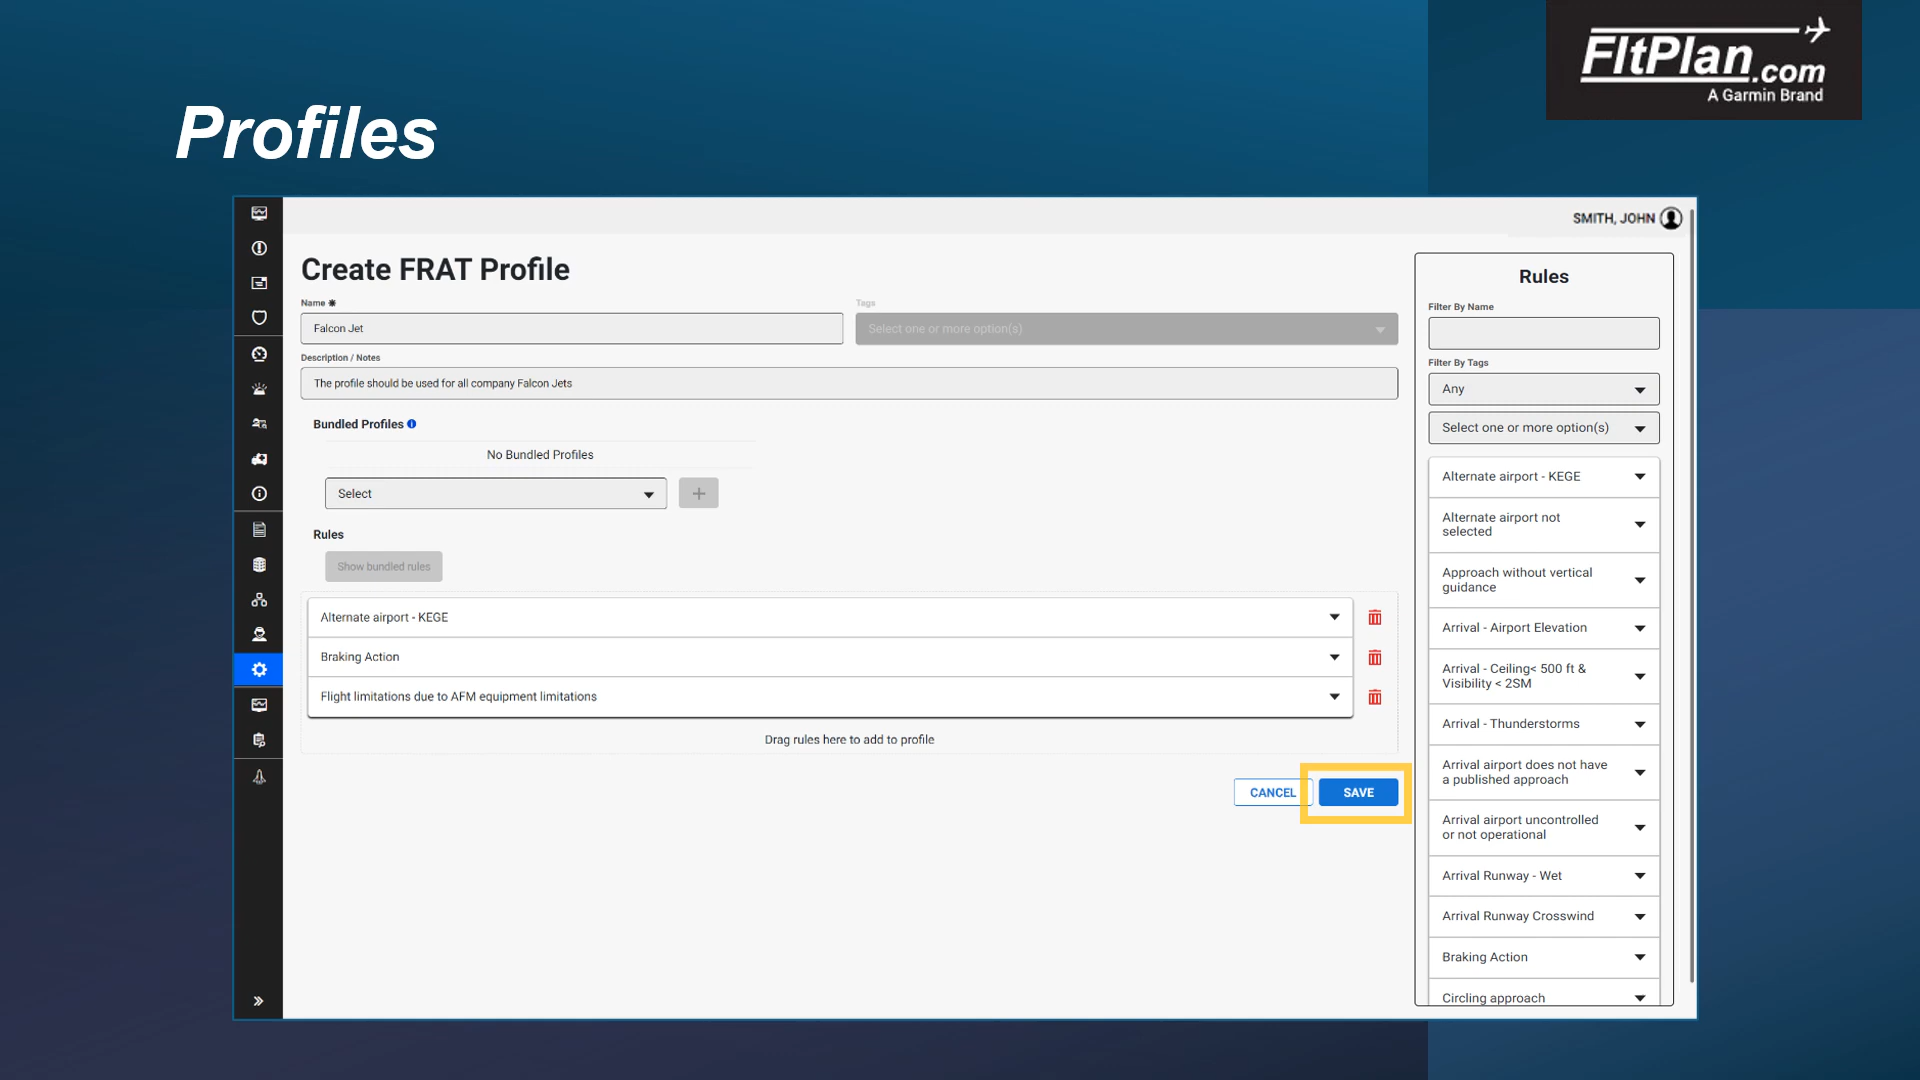 FltPlan.com
A Garmin Brand
Profiles
SMITH, JOHN
Create FRAT Profile
Name *
Falcon Jet
Tags
Select one or more option(s)
Description / Notes
The profile should be used for all company Falcon Jets
Bundled Profiles
No Bundled Profiles
Select
+
Rules
Show bundled rules
Alternate airport - KEGE
Braking Action
Flight limitations due to AFM equipment limitations
Drag rules here to add to profile
CANCEL
SAVE
Rules
Filter By Name
Filter By Tags
Any
Select one or more option(s)
Alternate airport - KEGE
Alternate airport not
selected
Approach without vertical
guidance
Arrival - Airport Elevation
Arrival - Ceiling< 500 ft &
Visibility < 2SM
Arrival - Thunderstorms
Arrival airport does not have
a published approach
Arrival airport uncontrolled
or not operational
Arrival Runway - Wet
Arrival Runway Crosswind
Braking Action
Circling approach